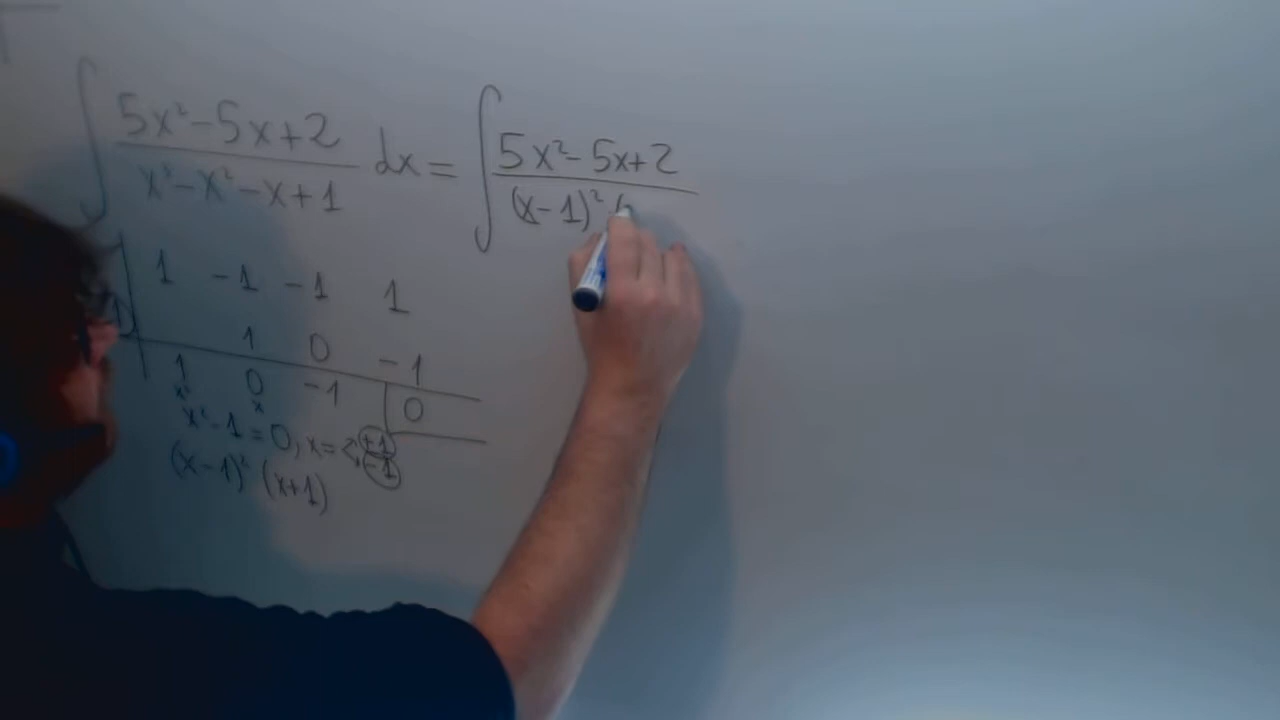 ∫ 5x²-5x+2 / x³-x²-x+1 dx = ∫ 5x²-5x+2 / (x-1)² (
1 -1 -1 1
1 1 0 -1
1 0 -1 0
x² x
x²-1=0, x= < +1 -1
(x-1)² (x+1)